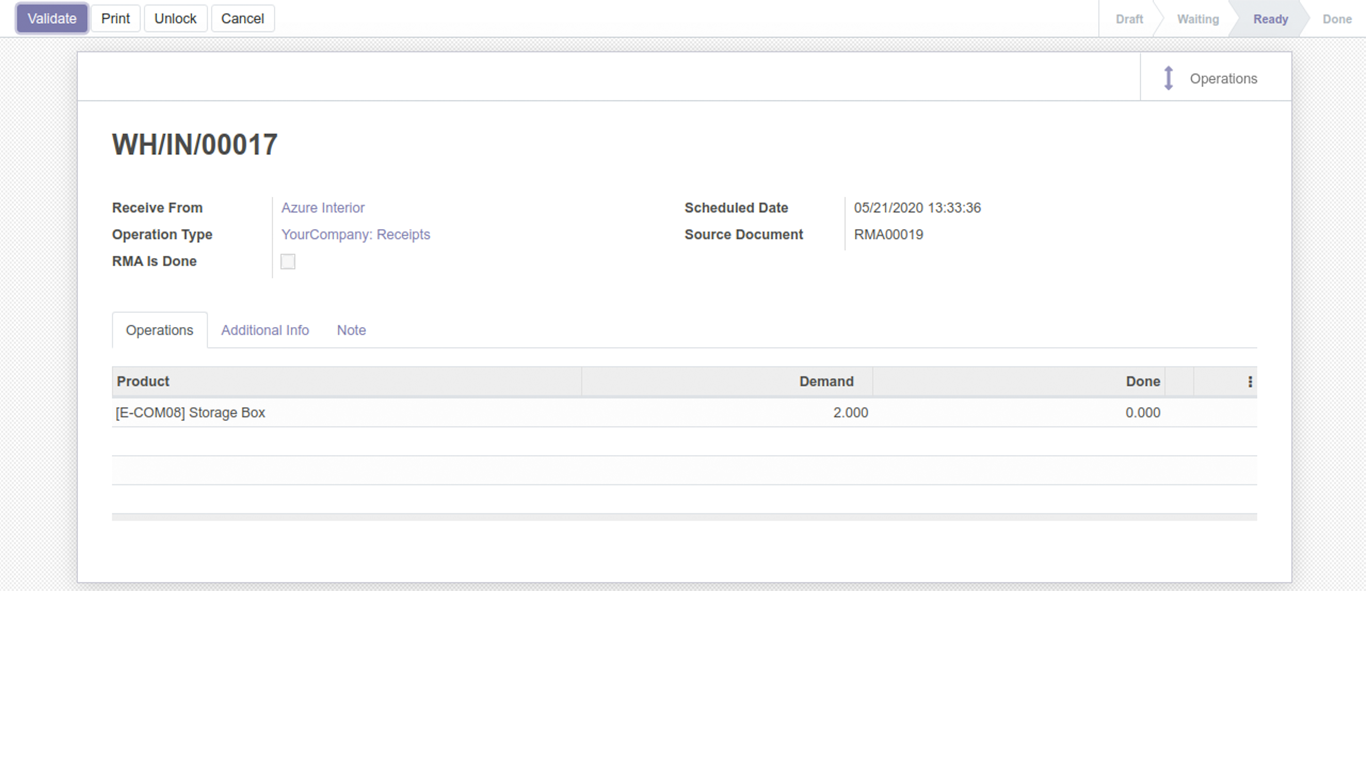 Validate Print Unlock Cancel Draft Waiting Ready Done
Operations
WH/IN/00017
Receive From Azure Interior Scheduled Date 05/21/2020 13:33:36
Operation Type YourCompany: Receipts Source Document RMA00019
RMA Is Done
Operations Additional Info Note
Product Demand Done
[E-COM08] Storage Box 2.000 0.000